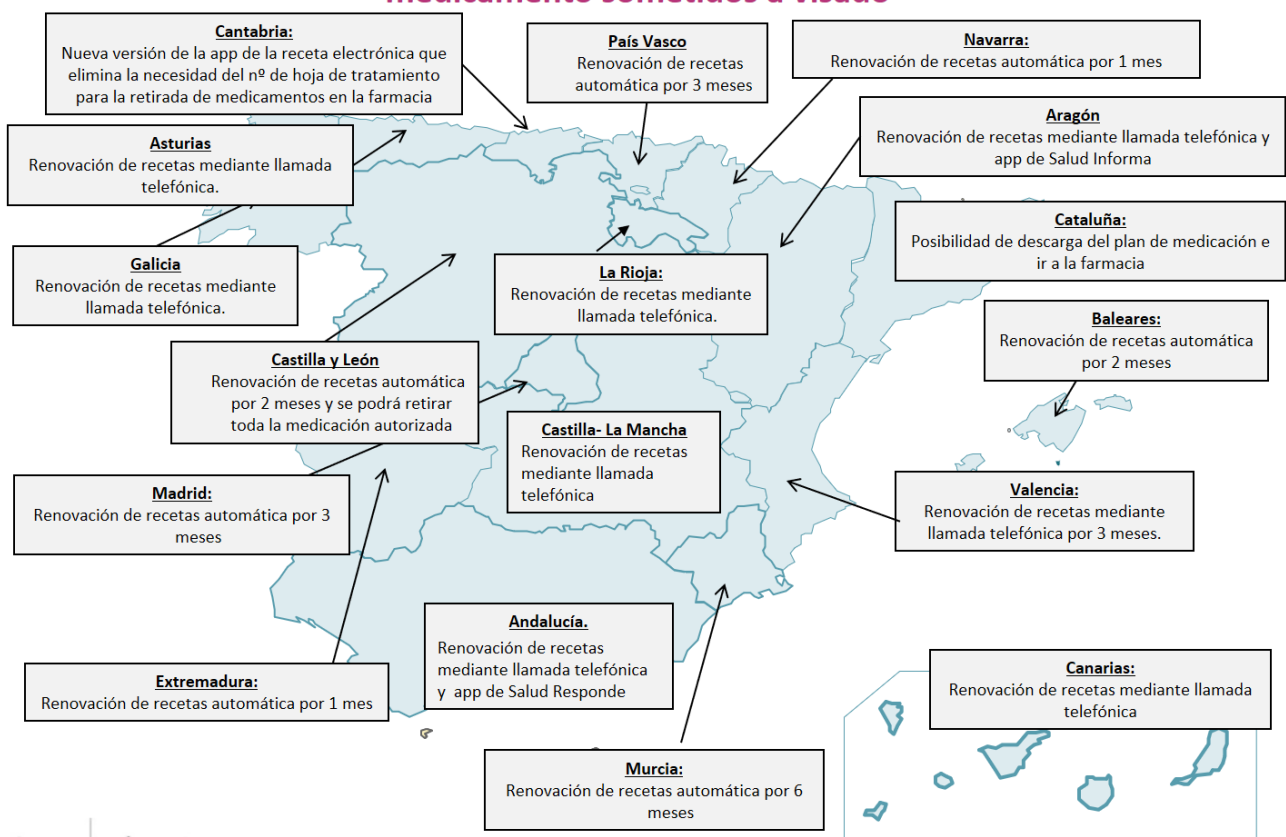 medicamento sometidos a visado
Cantabria:
Nueva versión de la app de la receta electrónica que
elimina la necesidad del nº de hoja de tratamiento
para la retirada de medicamentos en la farmacia
País Vasco
Renovación de recetas
automática por 3 meses
Navarra:
Renovación de recetas automática por 1 mes
Aragón
Renovación de recetas mediante llamada telefónica y
app de Salud Informa
Asturias
Renovación de recetas mediante llamada
telefónica.
Cataluña:
Posibilidad de descarga del plan de medicación e
ir a la farmacia
Galicia
Renovación de recetas mediante
llamada telefónica.
La Rioja:
Renovación de recetas mediante
llamada telefónica.
Baleares:
Renovación de recetas automática
por 2 meses
Castilla y León
Renovación de recetas automática
por 2 meses y se podrá retirar
toda la medicación autorizada
Castilla- La Mancha
Renovación de recetas
mediante llamada
telefónica
Madrid:
Renovación de recetas automática por 3
meses
Valencia:
Renovación de recetas mediante
llamada telefónica por 3 meses.
Andalucía.
Renovación de recetas
mediante llamada telefónica
y  app de Salud Responde
Extremadura:
Renovación de recetas automática por 1 mes
Canarias:
Renovación de recetas mediante llamada
telefónica
Murcia:
Renovación de recetas automática por 6
meses